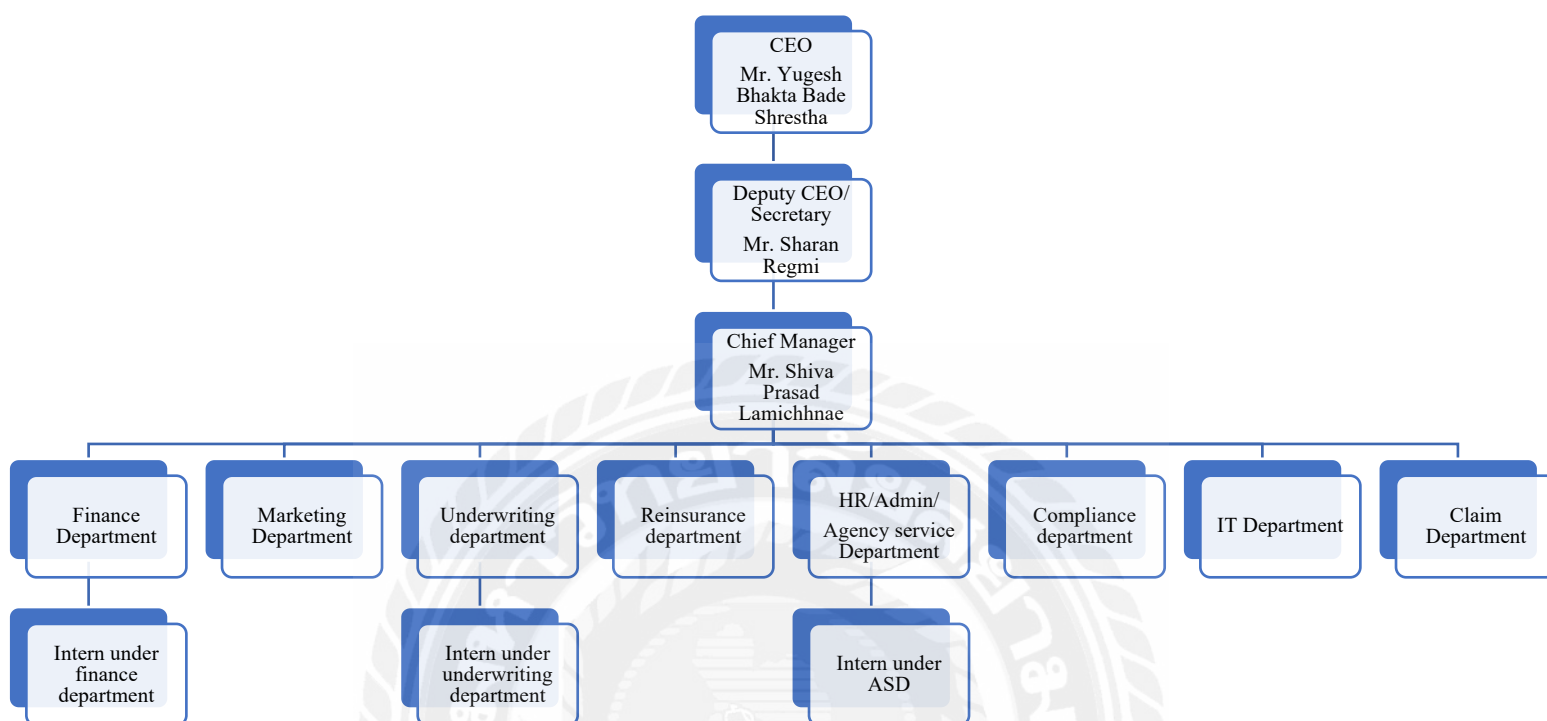 CEO
Mr. Yugesh
Bhakta Bade
Shrestha
Deputy CEO/
Secretary
Mr. Sharan
Regmi
Chief Manager
Mr. Shiva
Prasad
Lamichhnae
Finance
Department
Marketing
Department
Underwriting
department
Reinsurance
department
HR/Admin/
Agency service
Department
Compliance
department
IT Department
Claim
Department
Intern under
finance
department
Intern under
underwriting
department
Intern under
ASD